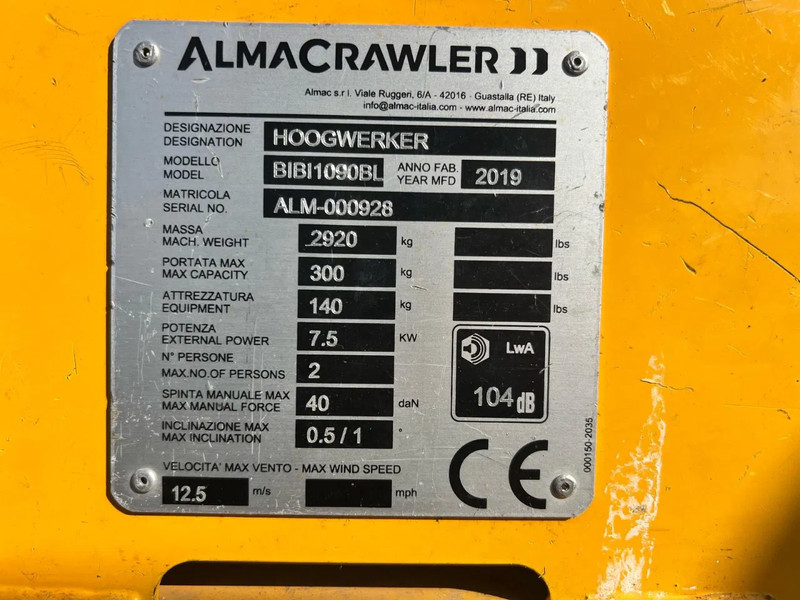 ALMACRAWLER
Almac s.r.l. Viale Ruggeri, 6/A - 42016 - Guastalla (RE) Italy
info@almac-italia.com - www.almac-italia.com
DESIGNAZIONE
DESIGNATION HOOGWERKER
MODELLO
MODEL BIBI1090BL ANNO FAB.
YEAR MFD 2019
MATRICOLA
SERIAL NO. ALM-000928
MASSA
MACH. WEIGHT 2920 kg lbs
PORTATA MAX
MAX CAPACITY 300 kg lbs
ATTREZZATURA
EQUIPMENT 140 kg lbs
POTENZA
EXTERNAL POWER 7.5 KW
N° PERSONE
MAX.NO.OF PERSONS 2
LwA
104 dB
SPINTA MANUALE MAX
MAX MANUAL FORCE 40 daN
INCLINAZIONE MAX
MAX INCLINATION 0.5 / 1 °
VELOCITA' MAX VENTO - MAX WIND SPEED
12.5 m/s mph
CE
000150-2035